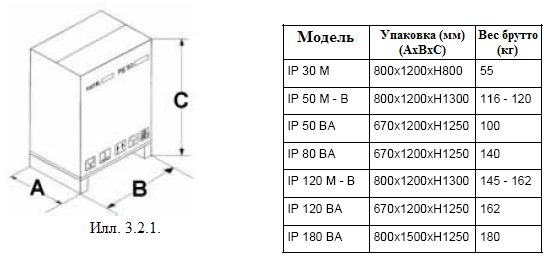 C
A
B
Илл. 3.2.1.
Модель Упаковка (мм) (AxBxC) Вес брутто (кг)
IP 30 M 800x1200xH800 55
IP 50 M - B 800x1200xH1300 116 - 120
IP 50 BA 670x1200xH1250 100
IP 80 BA 670x1200xH1250 140
IP 120 M - B 800x1200xH1300 145 - 162
IP 120 BA 670x1200xH1250 162
IP 180 BA 800x1500xH1250 180